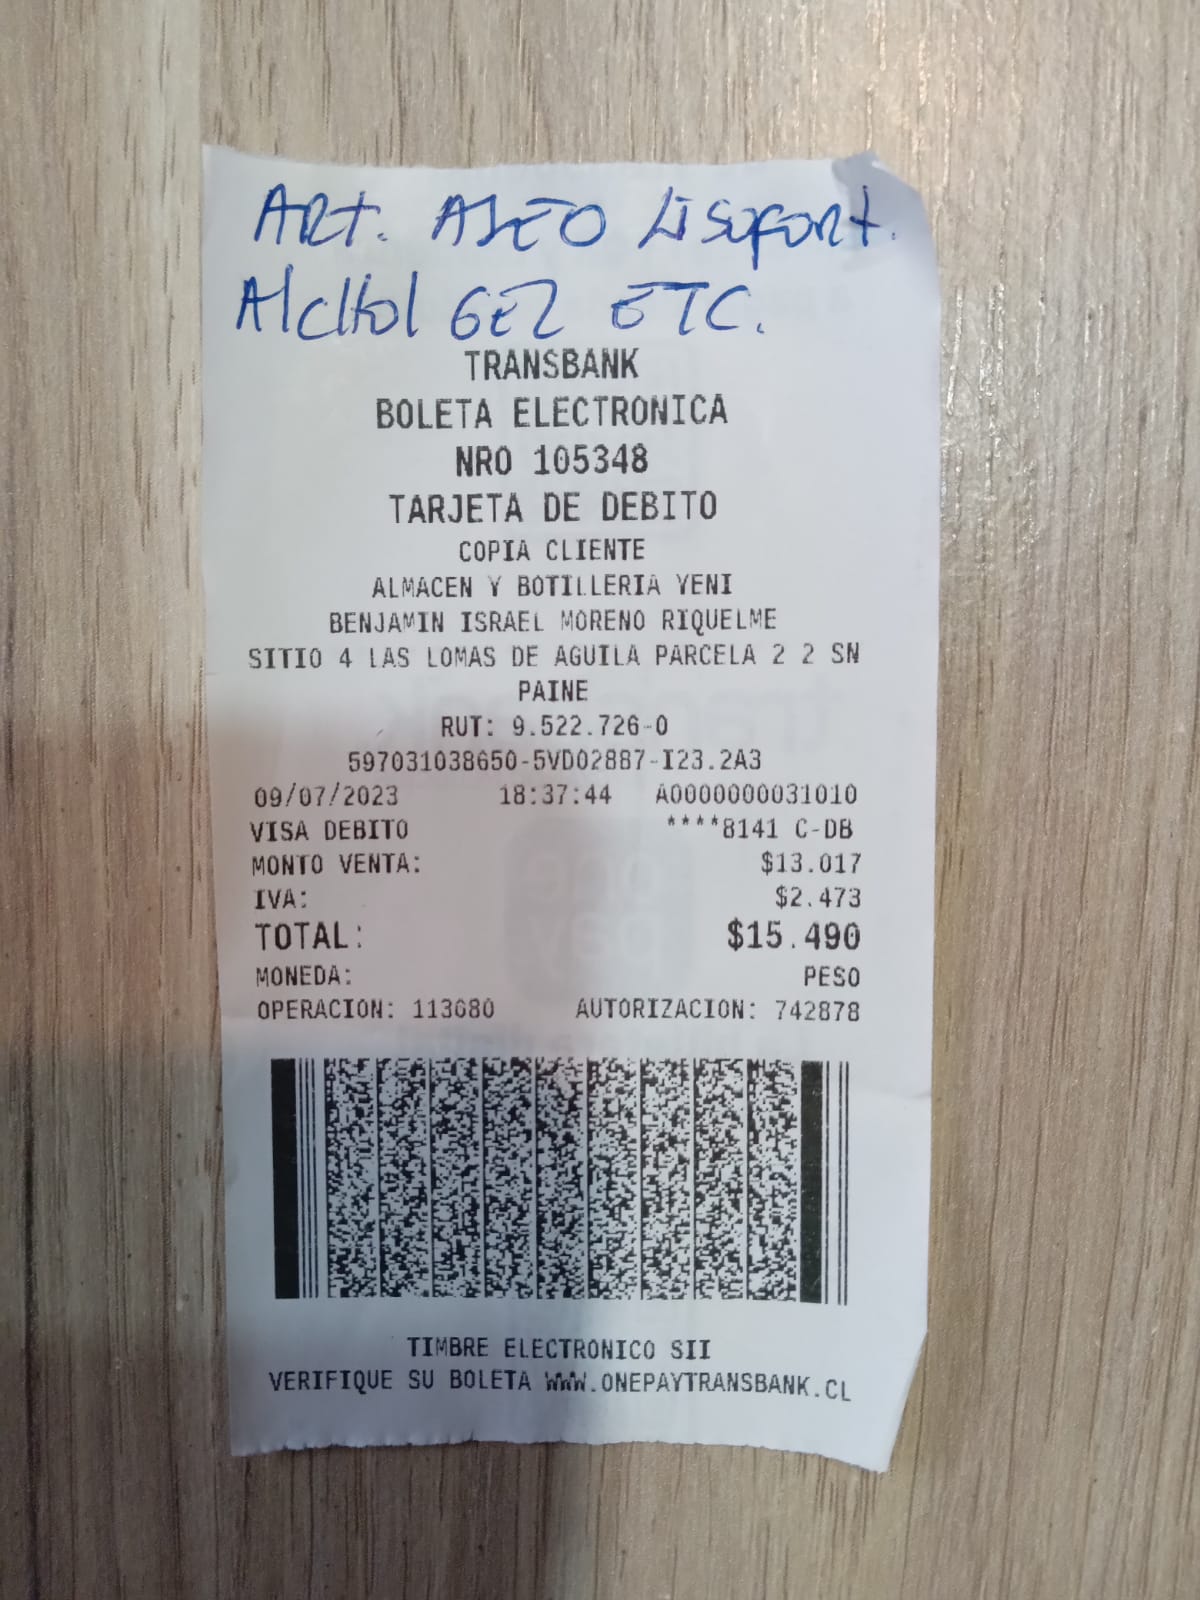 ART. ASEO Lisofort.
Alcohol GEL ETC.
TRANSBANK
BOLETA ELECTRONICA
NRO 105348
TARJETA DE DEBITO
COPIA CLIENTE
ALMACEN Y BOTILLERIA YENI
BENJAMIN ISRAEL MORENO RIQUELME
SITIO 4 LAS LOMAS DE AGUILA PARCELA 2 2 SN
PAINE
RUT: 9.522.726-0
597031038650-5VD02887-I23.2A3
09/07/2023 18:37:44 A0000000031010
VISA DEBITO ****8141 C-DB
MONTO VENTA: $13.017
IVA: $2.473
TOTAL: $15.490
MONEDA: PESO
OPERACION: 113680 AUTORIZACION: 742878
TIMBRE ELECTRONICO SII
VERIFIQUE SU BOLETA WWW.ONEPAYTRANSBANK.CL